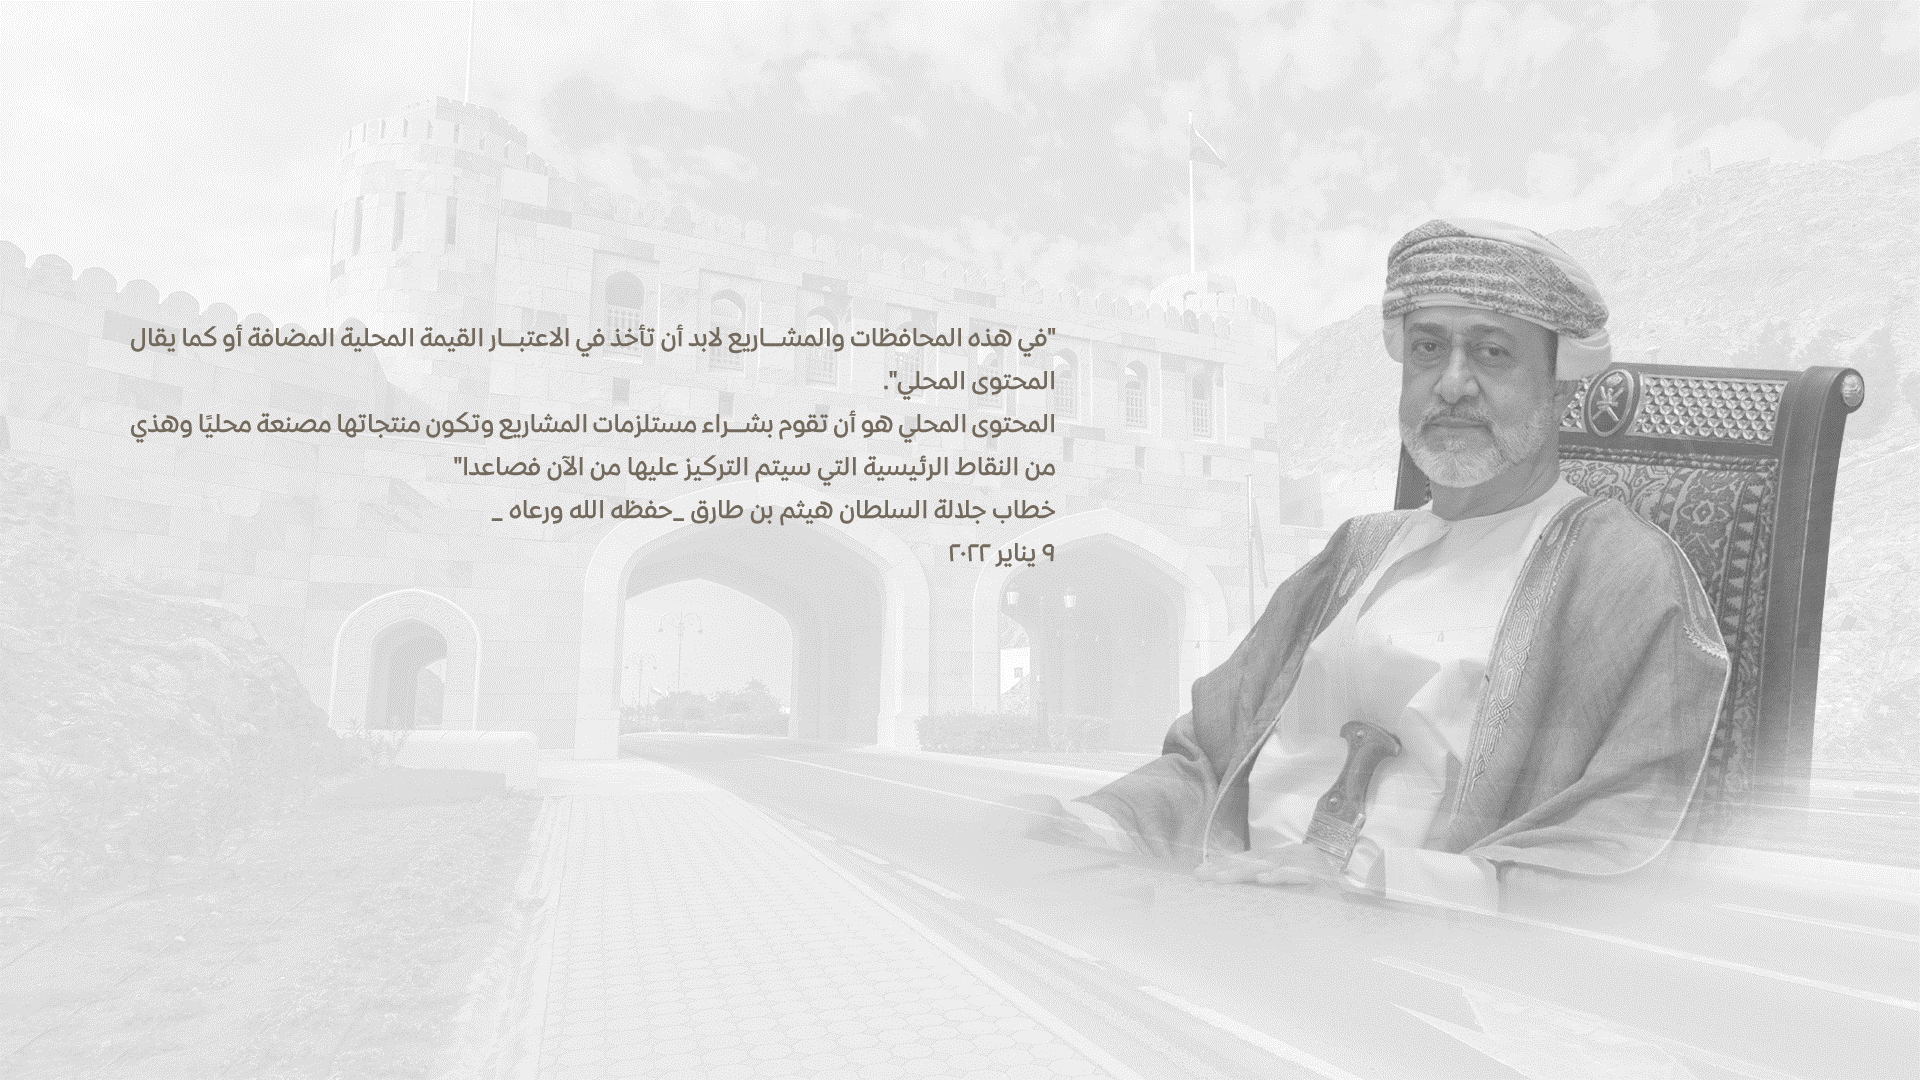 "في هذه المحافظات والمشـــاريع لابد أن تأخذ في الاعتبـــار القيمة المحلية المضافة أو كما يقال
المحتوى المحلي".
المحتوى المحلي هو أن تقوم بشـــراء مستلزمات المشاريع وتكون منتجاتها مصنعة محليًا وهذي
من النقاط الرئيسية التي سيتم التركيز عليها من الآن فصاعدا"
خطاب جلالة السلطان هيثم بن طارق _حفظه الله ورعاه _
٩ يناير ٢٠٢٢